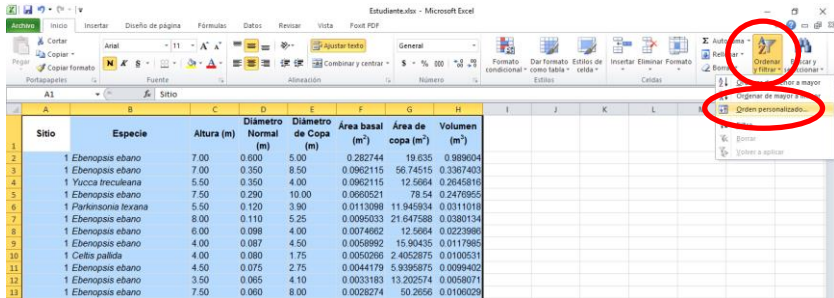 Estudiante.xlsx - Microsoft Excel
Archivo Inicio Insertar Diseño de página Fórmulas Datos Revisar Vista Foxit PDF
Cortar
Copiar
Copiar formato
Pegar
Portapapeles
Arial 11
N K S
Fuente
Ajustar texto
Combinar y centrar
Alineación
General
$ % 000
Número
Formato condicional
Dar formato como tabla
Estilos de celda
Estilos
Insertar Eliminar Formato
Celdas
Σ
Ordenar y filtrar
Orden personalizado...
Borrar
Volver a aplicar
A1 fx Sitio
A B C D E F G H I J K L
1 Sitio Especie Altura (m) Diámetro Normal (m) Diámetro de Copa (m) Área basal (m²) Área de copa (m²) Volumen (m³)
2 1 Ebenopsis ebano 7.00 0.600 5.00 0.282744 19.635 0.989604
3 1 Ebenopsis ebano 7.00 0.350 8.50 0.0962115 56.74515 0.3367403
4 1 Yucca treculeana 5.50 0.350 4.00 0.0962115 12.5664 0.2645816
5 1 Ebenopsis ebano 7.50 0.290 10.00 0.0660521 78.54 0.2476955
6 1 Parkinsonia texana 5.50 0.120 3.90 0.0113098 11.945934 0.0311018
7 1 Ebenopsis ebano 8.00 0.110 5.25 0.0095033 21.647588 0.0380134
8 1 Ebenopsis ebano 6.00 0.098 4.00 0.0074662 12.5664 0.0223986
9 1 Ebenopsis ebano 4.00 0.087 4.50 0.0058992 15.90435 0.0117985
10 1 Celtis pallida 4.00 0.080 1.75 0.0050266 2.4052875 0.0100531
11 1 Ebenopsis ebano 4.50 0.075 2.75 0.0044179 5.9395875 0.0099402
12 1 Ebenopsis ebano 3.50 0.065 4.10 0.0033183 13.202574 0.0058071
13 1 Ebenopsis ebano 7.50 0.060 8.00 0.0028274 50.2656 0.0106029